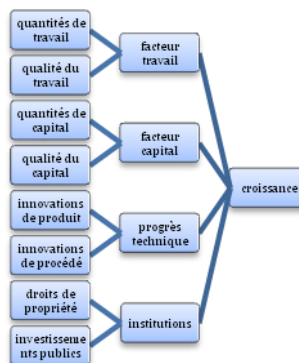 quantités de
travail
qualité du
travail
facteur
travail
quantités de
capital
qualité du
capital
facteur
capital
innovations
de produit
innovations
de procédé
progrès
technique
droits de
propriété
investisseme
nts publics
institutions
croissance